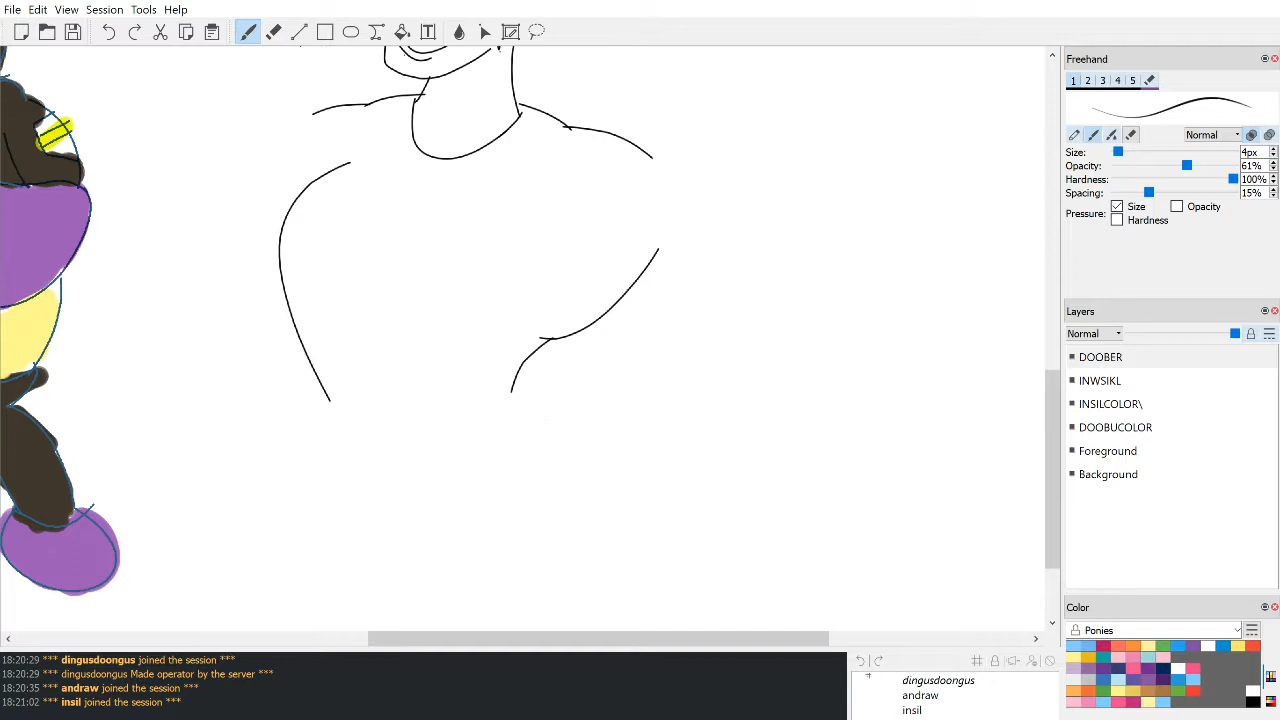 File Edit View Session Tools Help
Freehand
1 2 3 4 5
Normal
Size: 4px
Opacity: 61%
Hardness: 100%
Spacing: 15%
Pressure: Size Opacity
Hardness
Layers
Normal
DOOBER
INWSIKL
INSILCOLOR\
DOOBUCOLOR
Foreground
Background
Color
Ponies
18:20:29 *** dingusdoongus joined the session ***
18:20:29 *** dingusdoongus Made operator by the server ***
18:20:35 *** andraw joined the session ***
18:21:02 *** insil joined the session ***
dingusdoongus
andraw
insil